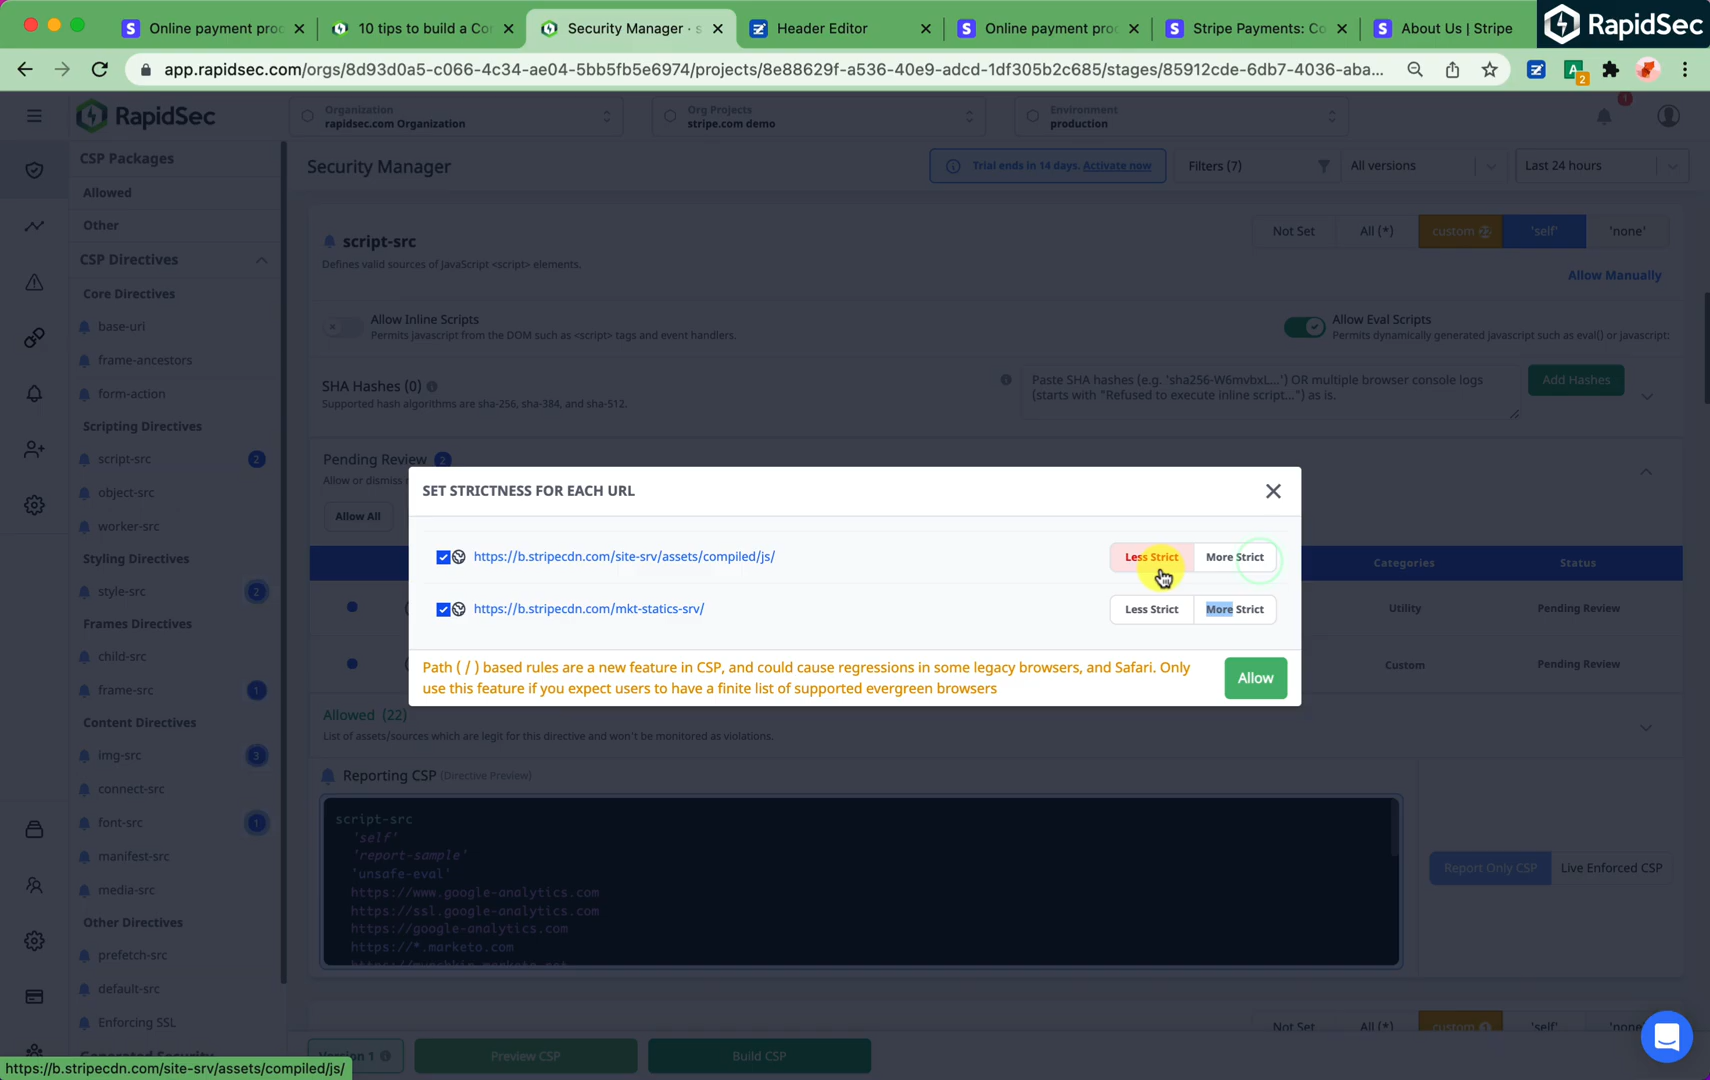 Online payment proc
10 tips to build a Cor
Security Manager · s
Header Editor
Online payment proc
Stripe Payments: Co
About Us | Stripe
RapidSec
app.rapidsec.com/orgs/8d93d0a5-c066-4c34-ae04-5bb5fb5e6974/projects/8e88629f-a536-40e9-adcd-1df305b2c685/stages/85912cde-6db7-4036-aba...
RapidSec
Organization
rapidsec.com Organization
Org Projects
stripe.com demo
Environment
production
1
CSP Packages
Allowed
Other
CSP Directives
Core Directives
base-uri
frame-ancestors
form-action
Scripting Directives
script-src 2
object-src
worker-src
Styling Directives
style-src 2
Frames Directives
child-src
frame-src 1
Content Directives
img-src 3
connect-src
font-src 1
manifest-src
media-src
Other Directives
prefetch-src
default-src
Enforcing SSL
Generated Security
Security Manager
Trial ends in 14 days. Activate now
Filters (7)
All versions
Last 24 hours
script-src
Defines valid sources of JavaScript <script> elements.
Not Set
All (*)
custom 22
'self'
'none'
Allow Manually
Allow Inline Scripts
Permits javascript from the DOM such as <script> tags and event handlers.
Allow Eval Scripts
Permits dynamically generated javascript such as eval() or javascript:
SHA Hashes (0)
Supported hash algorithms are sha-256, sha-384, and sha-512.
Paste SHA hashes (e.g. 'sha256-W6mvbxL...') OR multiple browser console logs
(starts with "Refused to execute inline script...") as is.
Add Hashes
Pending Review 2
Allow or dismiss
Allow All
Categories
Status
Utility
Pending Review
Custom
Pending Review
SET STRICTNESS FOR EACH URL
https://b.stripecdn.com/site-srv/assets/compiled/js/
Less Strict
More Strict
https://b.stripecdn.com/mkt-statics-srv/
Less Strict
More Strict
Path ( / ) based rules are a new feature in CSP, and could cause regressions in some legacy browsers, and Safari. Only
use this feature if you expect users to have a finite list of supported evergreen browsers
Allow
Allowed (22)
List of assets/sources which are legit for this directive and won't be monitored as violations.
Reporting CSP (Directive Preview)
script-src
'self'
'report-sample'
'unsafe-eval'
https://www.google-analytics.com
https://ssl.google-analytics.com
https://google-analytics.com
https://*.marketo.com
https://munchkin.marketo.net
Report Only CSP
Live Enforced CSP
Not Set
All (*)
custom
'self'
'none'
Version 1
Preview CSP
Build CSP
https://b.stripecdn.com/site-srv/assets/compiled/js/